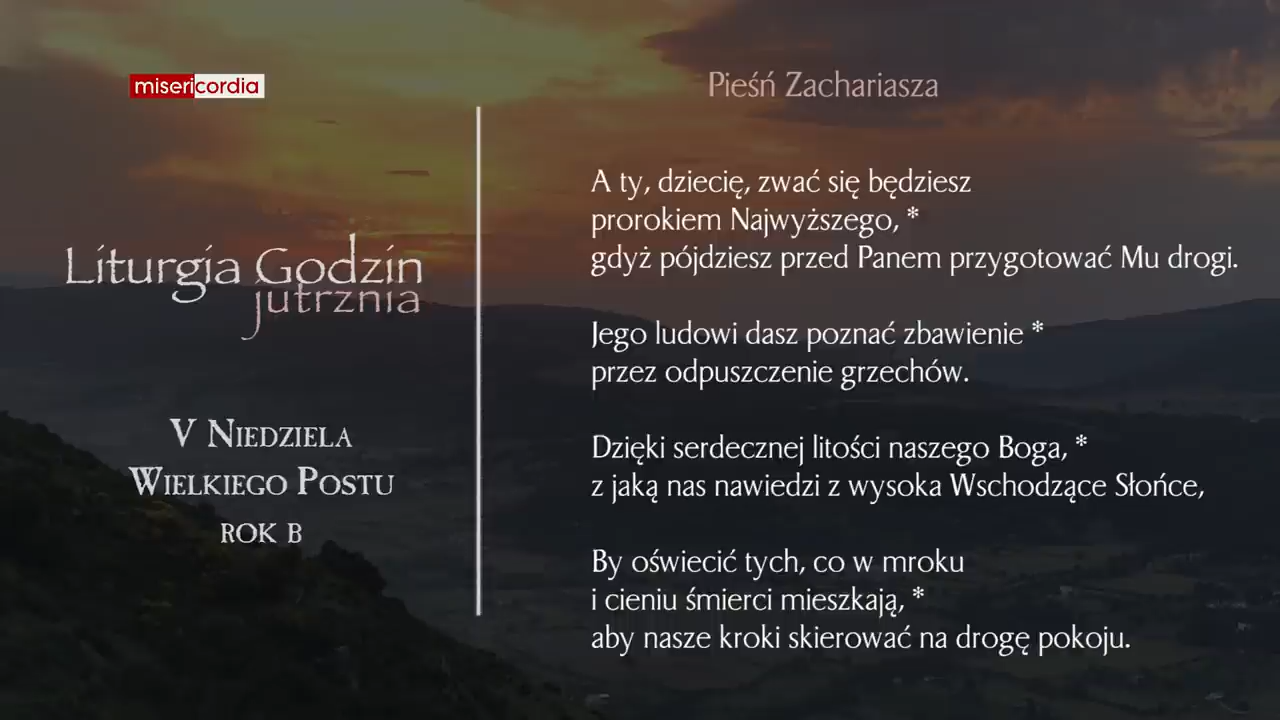 misericordia
Liturgia Godzin
jutrznia
V Niedziela
Wielkiego Postu
rok B
Pieśń Zachariasza
A ty, dziecię, zwać się będziesz
prorokiem Najwyższego, *
gdyż pójdziesz przed Panem przygotować Mu drogi.
Jego ludowi dasz poznać zbawienie *
przez odpuszczenie grzechów.
Dzięki serdecznej litości naszego Boga, *
z jaką nas nawiedzi z wysoka Wschodzące Słońce,
By oświecić tych, co w mroku
i cieniu śmierci mieszkają, *
aby nasze kroki skierować na drogę pokoju.